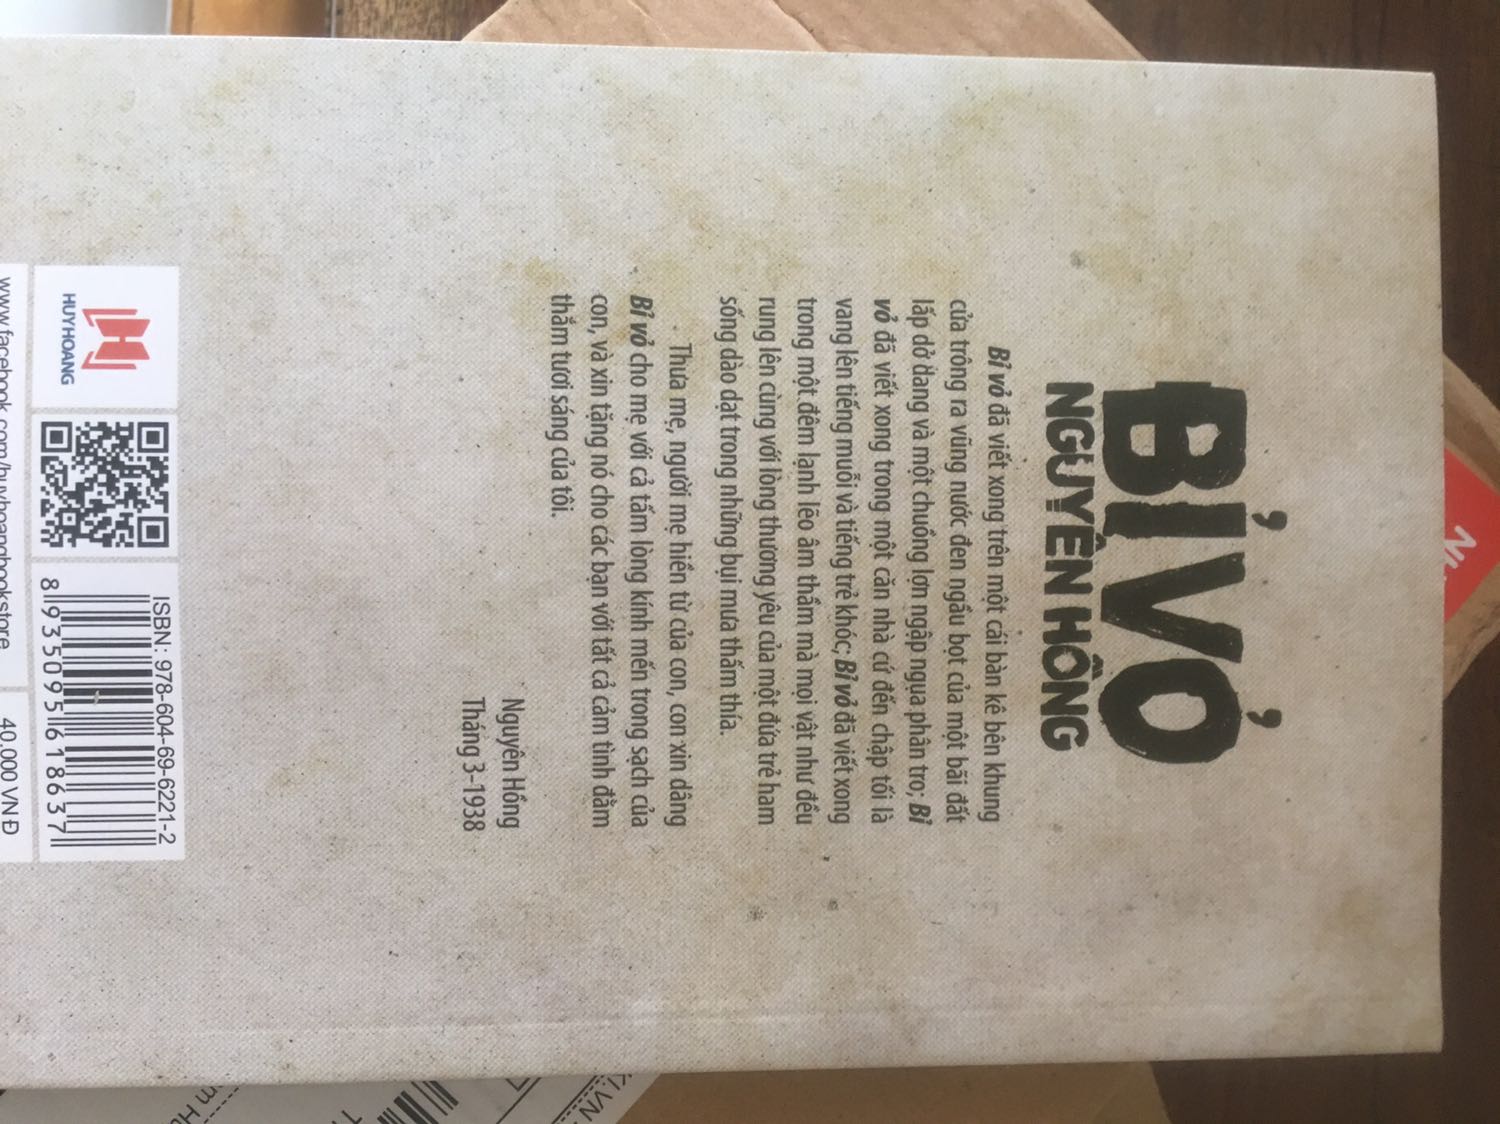 BỈ VỎ
NGUYÊN HỒNG
Bỉ vỏ đã viết xong trên một cái bàn kê bên khung
cửa trông ra vũng nước đen ngầu bọt của một bãi đất
lấp dở dang và một chuồng lợn ngập ngụa phân tro; Bỉ
vỏ đã viết xong trong một căn nhà cứ đến chập tối là
vang lên tiếng muỗi và tiếng trẻ khóc; Bỉ vỏ đã viết xong
trong một đêm lạnh lẽo âm thầm mà mọi vật như đều
rung lên cùng với lòng thương yêu của một đứa trẻ ham
sống dào dạt trong những bụi mưa thấm thía.
Thưa mẹ, người mẹ hiền từ của con, con xin dâng
Bỉ vỏ cho mẹ với cả tấm lòng kính mến trong sạch của
con, và xin tặng nó cho các bạn với tất cả cảm tình đằm
thắm tươi sáng của tôi.
Nguyên Hồng
Tháng 3-1938
HUYHOANG
ISBN: 978-604-69-6221-2
8 935095 618637
www.facebook.com/huyhoangbookstore
40.000 VNĐ
KI.VN